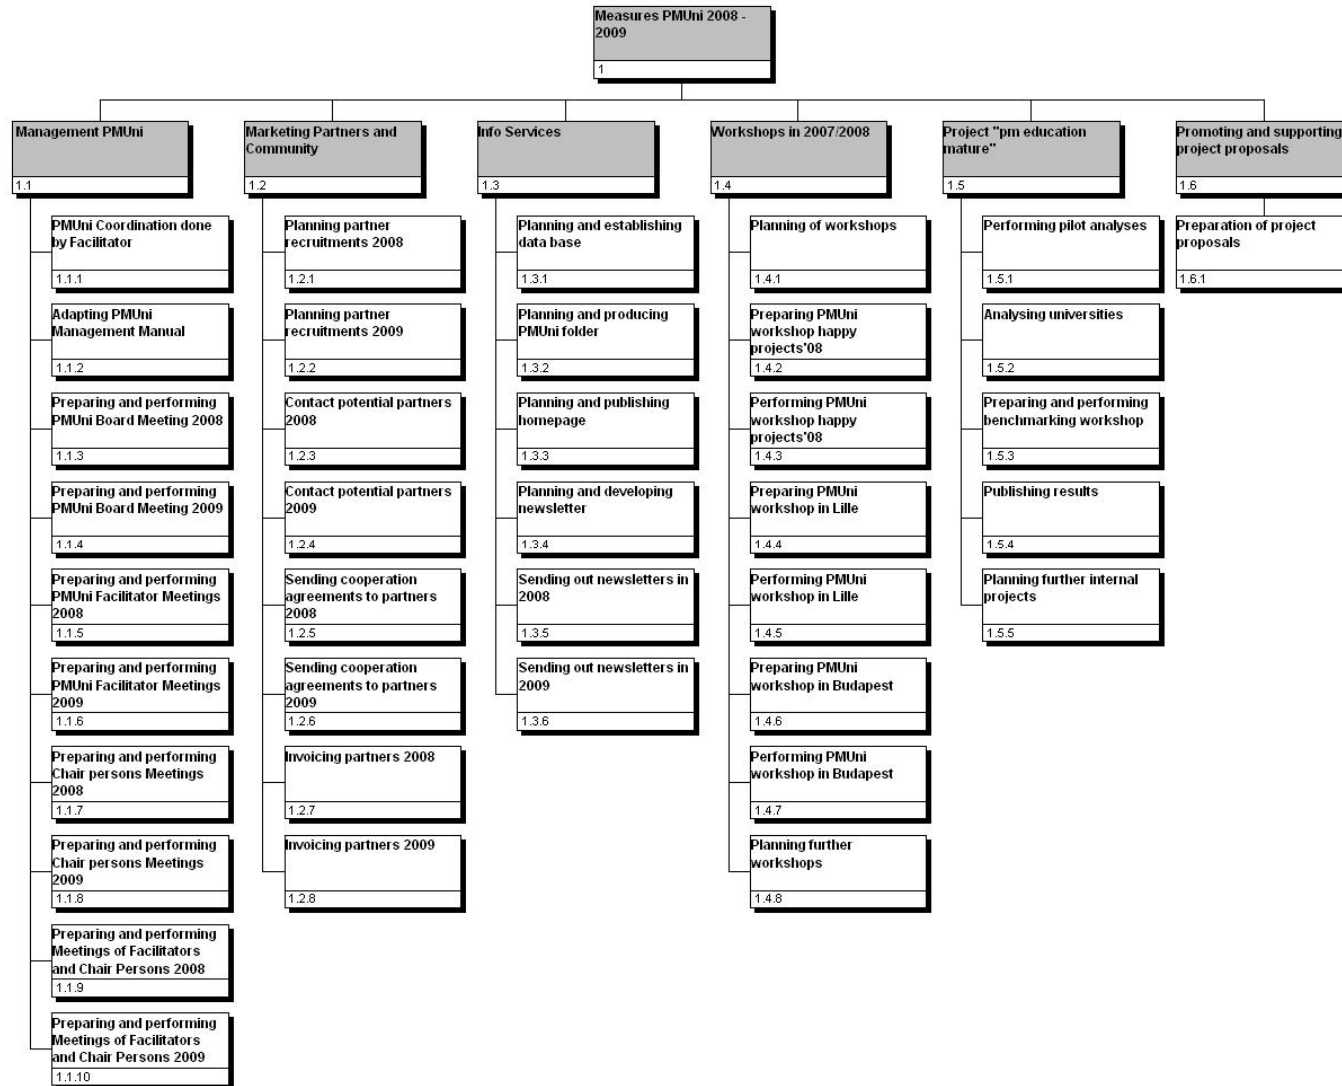 Measures PMUni 2008 -
2009
1
Management PMUni
1.1
PMUni Coordination done
by Facilitator
1.1.1
Adapting PMUni
Management Manual
1.1.2
Preparing and performing
PMUni Board Meeting 2008
1.1.3
Preparing and performing
PMUni Board Meeting 2009
1.1.4
Preparing and performing
PMUni Facilitator Meetings
2008
1.1.5
Preparing and performing
PMUni Facilitator Meetings
2009
1.1.6
Preparing and performing
Chair persons Meetings
2008
1.1.7
Preparing and performing
Chair persons Meetings
2009
1.1.8
Preparing and performing
Meetings of Facilitators
and Chair Persons 2008
1.1.9
Preparing and performing
Meetings of Facilitators
and Chair Persons 2009
1.1.10
Marketing Partners and
Community
1.2
Planning partner
recruitments 2008
1.2.1
Planning partner
recruitments 2009
1.2.2
Contact potential partners
2008
1.2.3
Contact potential partners
2009
1.2.4
Sending cooperation
agreements to partners
2008
1.2.5
Sending cooperation
agreements to partners
2009
1.2.6
Invoicing partners 2008
1.2.7
Invoicing partners 2009
1.2.8
Info Services
1.3
Planning and establishing
data base
1.3.1
Planning and producing
PMUni folder
1.3.2
Planning and publishing
homepage
1.3.3
Planning and developing
newsletter
1.3.4
Sending out newsletters in
2008
1.3.5
Sending out newsletters in
2009
1.3.6
Workshops in 2007/2008
1.4
Planning of workshops
1.4.1
Preparing PMUni
workshop happy
projects'08
1.4.2
Performing PMUni
workshop happy
projects'08
1.4.3
Preparing PMUni
workshop in Lille
1.4.4
Performing PMUni
workshop in Lille
1.4.5
Preparing PMUni
workshop in Budapest
1.4.6
Performing PMUni
workshop in Budapest
1.4.7
Planning further
workshops
1.4.8
Project "pm education
mature"
1.5
Performing pilot analyses
1.5.1
Analysing universities
1.5.2
Preparing and performing
benchmarking workshop
1.5.3
Publishing results
1.5.4
Planning further internal
projects
1.5.5
Promoting and supporting
project proposals
1.6
Preparation of project
proposals
1.6.1